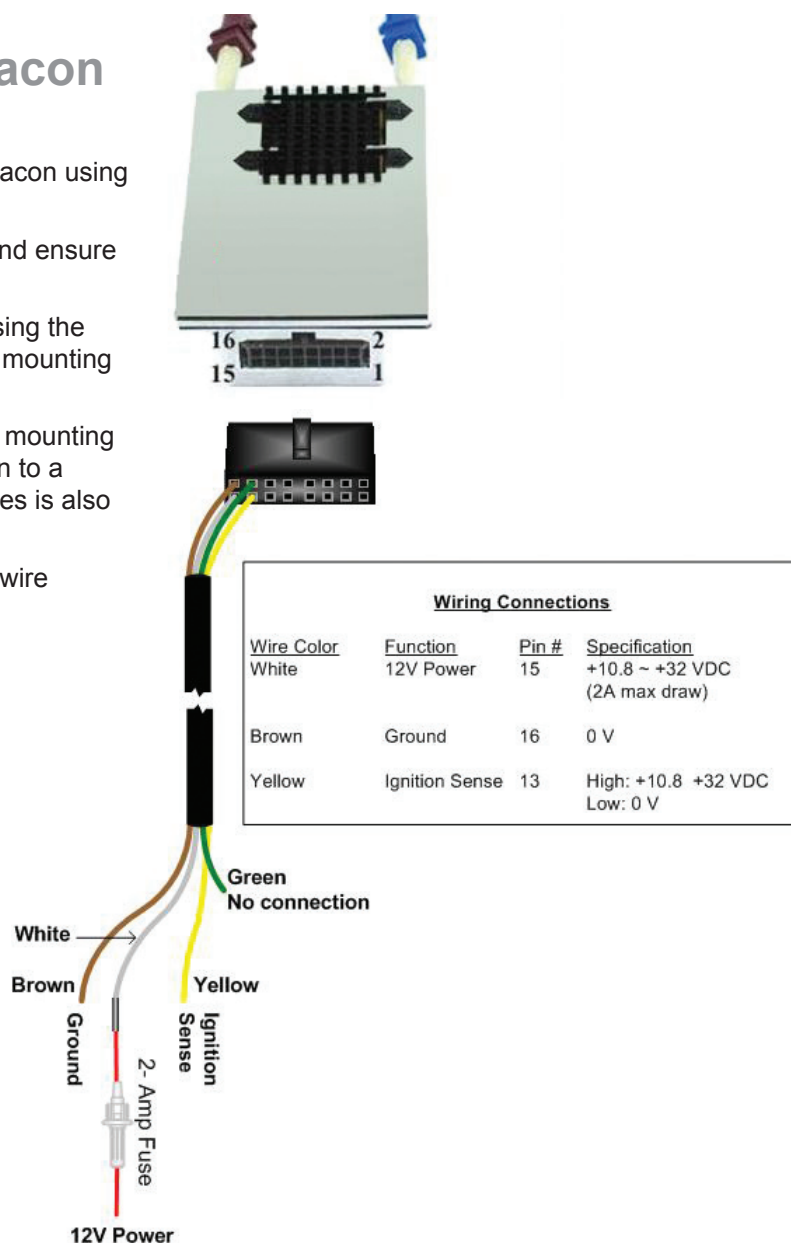 acon
acon using
nd ensure
sing the
mounting
mounting
n to a
es is also
wire
16 2
15 1
Wiring Connections
Wire Color Function Pin # Specification
White 12V Power 15 +10.8 ~ +32 VDC
(2A max draw)
Brown Ground 16 0 V
Yellow Ignition Sense 13 High: +10.8 +32 VDC
Low: 0 V
Green
No connection
White
Brown
Yellow
Ground
Ignition
Sense
2- Amp Fuse
12V Power